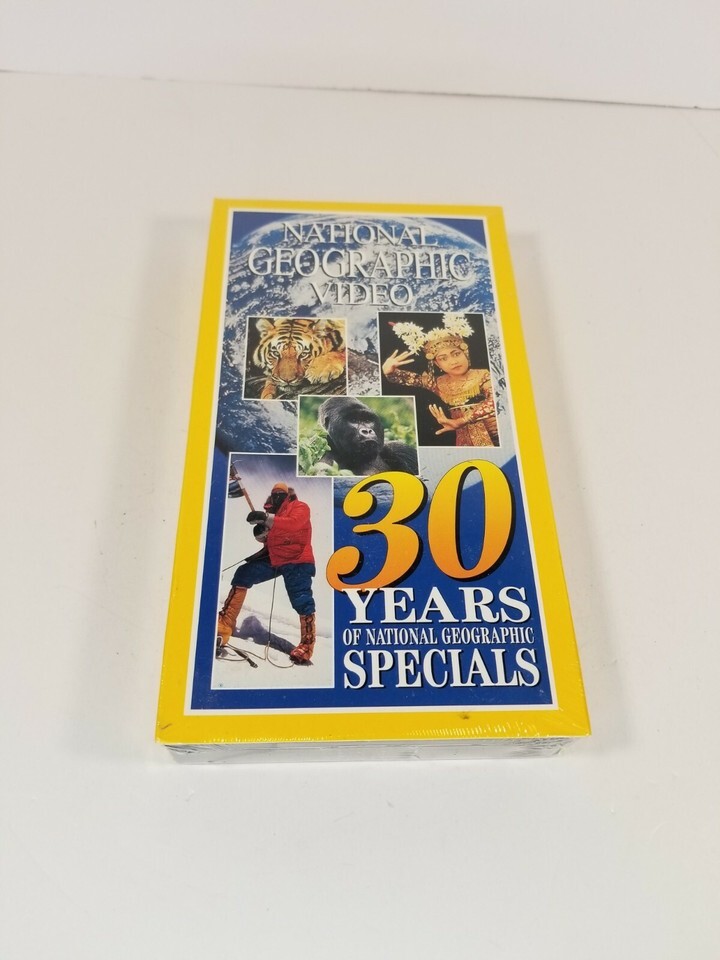 NATIONAL
GEOGRAPHIC
VIDEO
30
YEARS
OF NATIONAL GEOGRAPHIC
SPECIALS